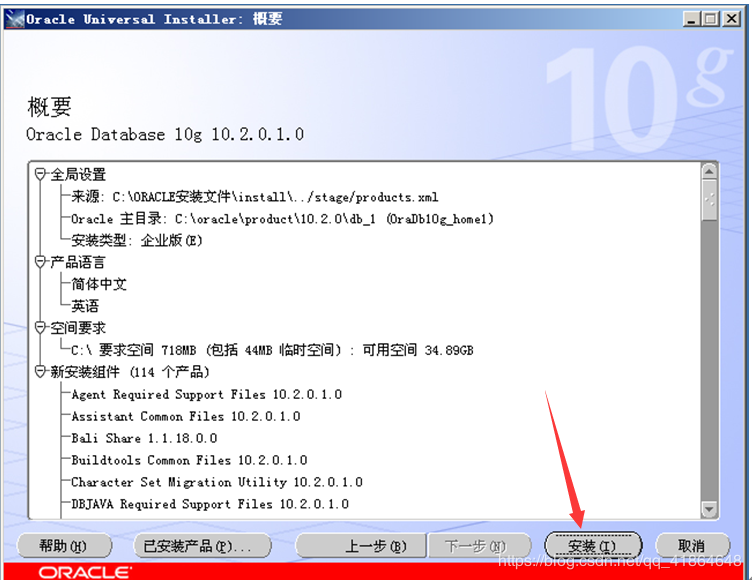 Oracle Universal Installer: 概要
10g
概要
Oracle Database 10g 10.2.0.1.0
全局设置
来源: C:\ORACLE安装文件\install\../stage/products.xml
Oracle 主目录: C:\oracle\product\10.2.0\db_1 (OraDb10g_home1)
安装类型: 企业版(E)
产品语言
简体中文
英语
空间要求
C:\ 要求空间 718MB (包括 44MB 临时空间) : 可用空间 34.89GB
新安装组件 (114 个产品)
Agent Required Support Files 10.2.0.1.0
Assistant Common Files 10.2.0.1.0
Bali Share 1.1.18.0.0
Buildtools Common Files 10.2.0.1.0
Character Set Migration Utility 10.2.0.1.0
DBJAVA Required Support Files 10.2.0.1.0
帮助(H) 已安装产品(P)... 上一步(B) 下一步(N) 安装(I) 取消
https://blog.csdn.net/qq_41864648
ORACLE